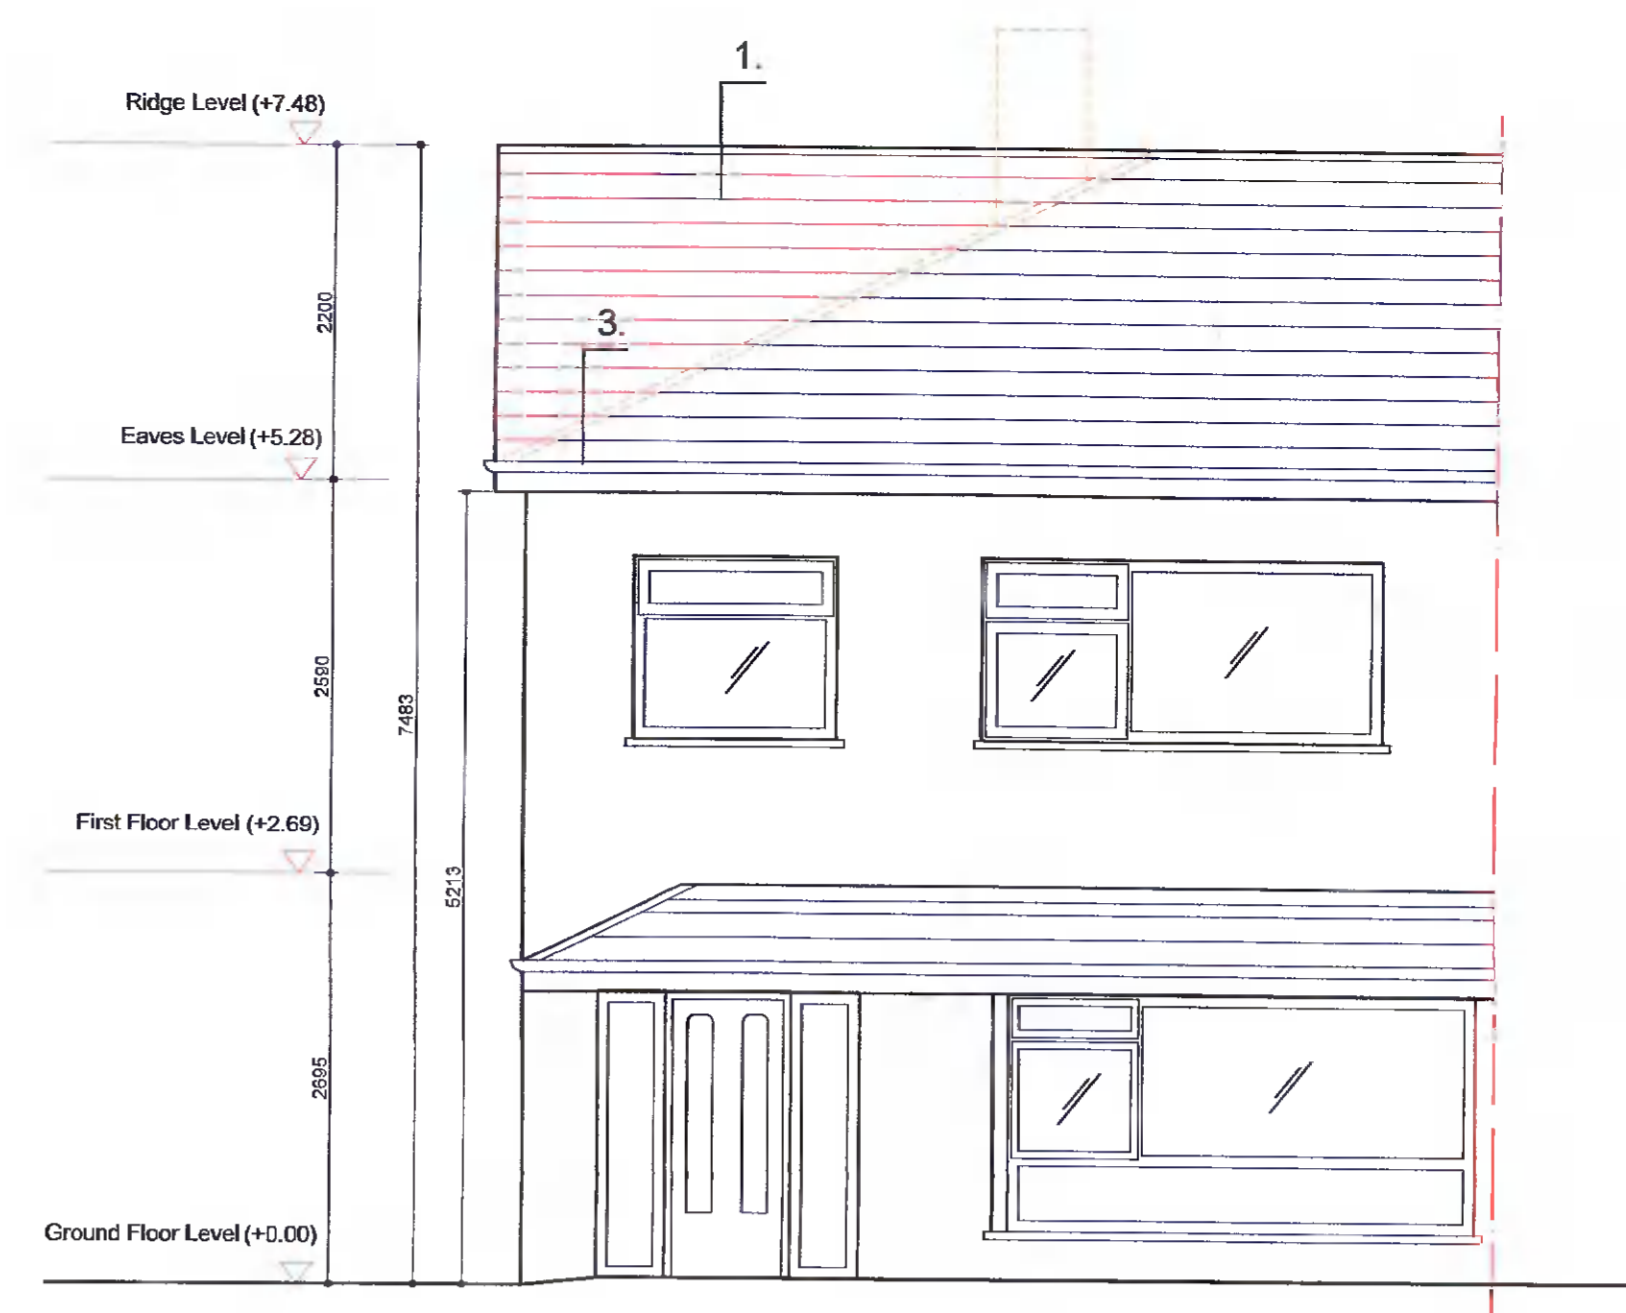 1.
Ridge Level (+7.48)
2200
3.
Eaves Level (+5.28)
2590
7483
First Floor Level (+2.69)
5213
2695
Ground Floor Level (+0.00)